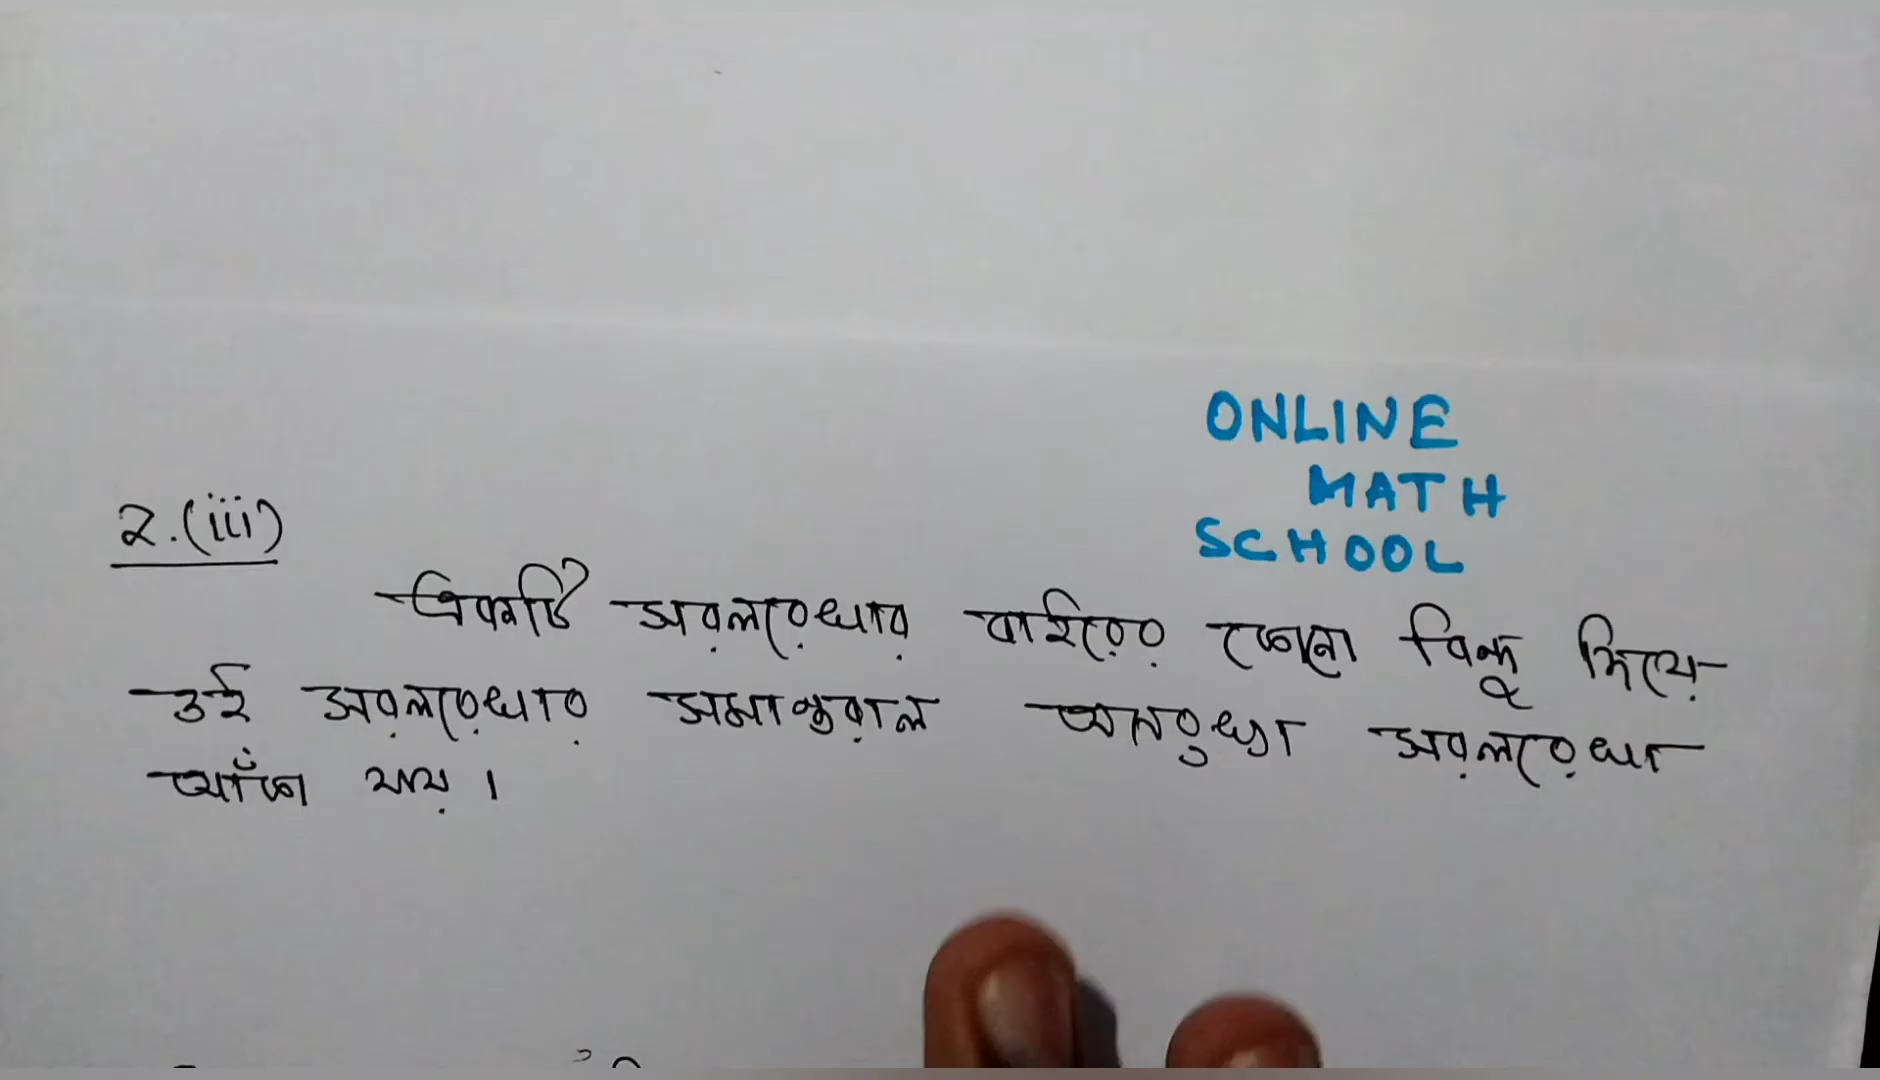 ONLINE
MATH
SCHOOL
2.(iii)
একটি সরলরেখার বাইরের কোনো বিন্দু দিয়ে
ওই সরলরেখার সমান্তরাল অসংখ্য সরলরেখা
আঁকা যায়।